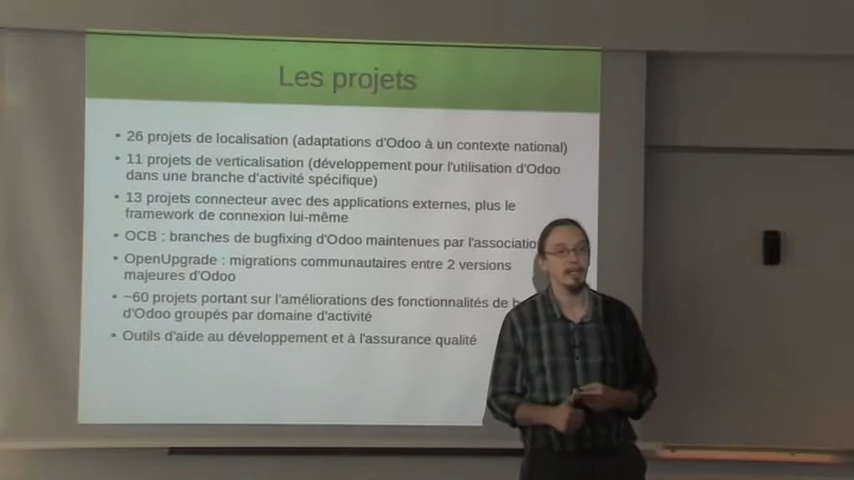 Les projets
• 26 projets de localisation (adaptations d'Odoo à un contexte national)
• 11 projets de verticalisation (développement pour l'utilisation d'Odoo
dans une branche d'activité spécifique)
• 13 projets connecteur avec des applications externes, plus le
framework de connexion lui-même
• OCB : branches de bugfixing d'Odoo maintenues par l'associatio
• OpenUpgrade : migrations communautaires entre 2 versions
majeures d'Odoo
• ~60 projets portant sur l'améliorations des fonctionnalités de b
d'Odoo groupés par domaine d'activité
• Outils d'aide au développement et à l'assurance qualité